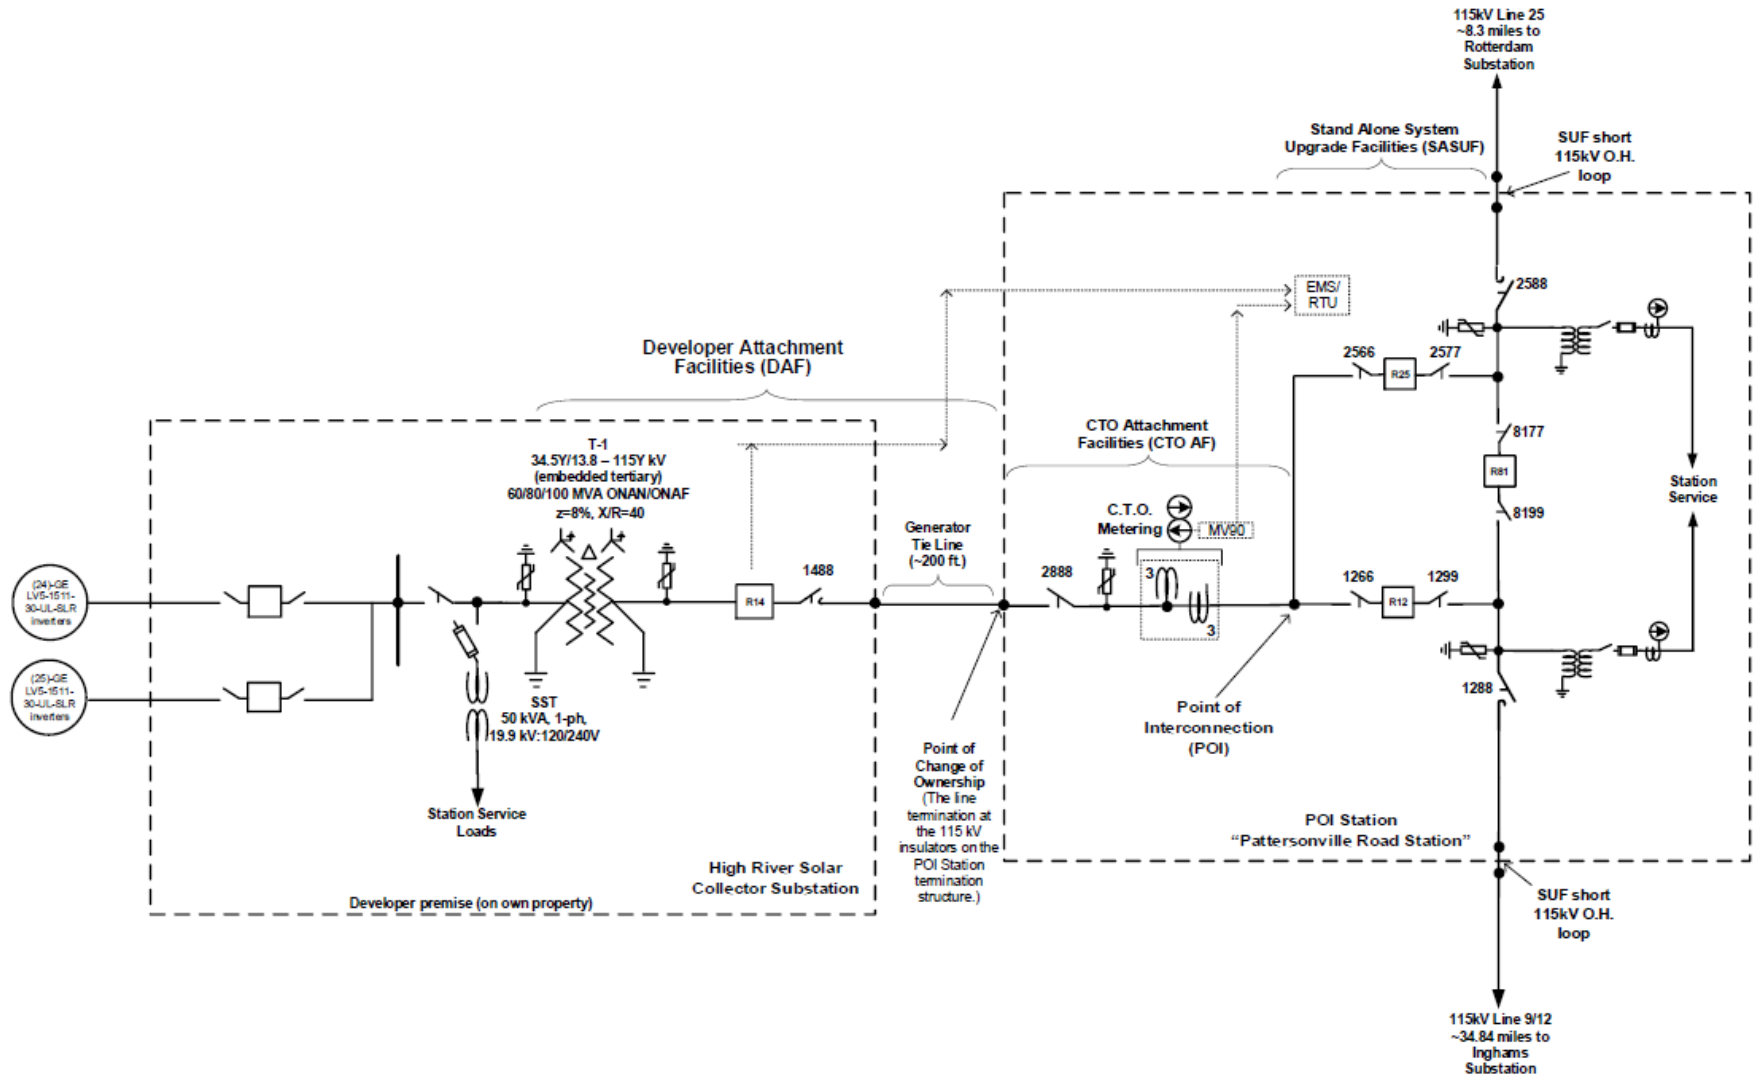 115kV Line 25
~8.3 miles to
Rotterdam
Substation
Stand Alone System
Upgrade Facilities (SASUF)
SUF short
115kV O.H.
loop
2588
EMS/
RTU
Developer Attachment
Facilities (DAF)
2566
2577
R25
CTO Attachment
Facilities (CTO AF)
8177
R81
8199
Station
Service
T-1
34.5Y/13.8 – 115Y kV
(embedded tertiary)
60/80/100 MVA ONAN/ONAF
z=8%, X/R=40
C.T.O.
Metering
MV90
Generator
Tie Line
(~200 ft.)
(24)-GE
LV5-1511-
30-UL-SLR
inverters
R14
1488
2888
3
3
1266
1299
R12
(25)-GE
LV5-1511-
30-UL-SLR
inverters
SST
50 kVA, 1-ph,
19.9 kV:120/240V
1288
Point of
Interconnection
(POI)
Point of
Change of
Ownership
(The line
termination at
the 115 kV
insulators on the
POI Station
termination
structure.)
Station Service
Loads
POI Station
"Pattersonville Road Station"
High River Solar
Collector Substation
Developer premise (on own property)
SUF short
115kV O.H.
loop
115kV Line 9/12
~34.84 miles to
Inghams
Substation